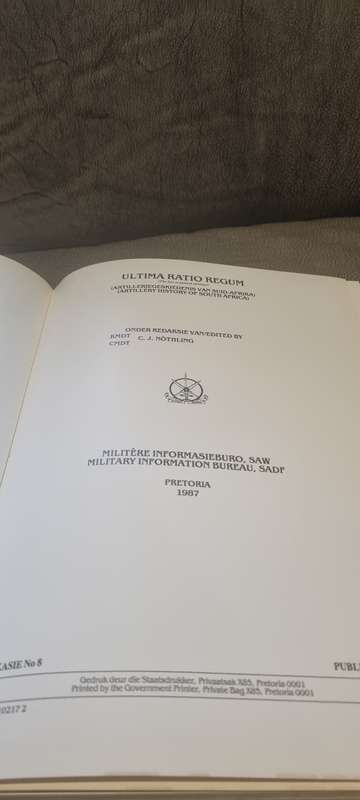 ULTIMA RATIO REGUM
(ARTILLERIEGESKIEDENIS VAN SUID-AFRIKA)
(ARTILLERY HISTORY OF SOUTH AFRICA)
ONDER REDAKSIE VAN/EDITED BY
KMDT
CMDT
C. J. NÖTHLING
MILITÊRE INFORMASIEBURO, SAW
MILITARY INFORMATION BUREAU, SADF
PRETORIA
1987
KASIE No 8
PUBL
Gedruk deur die Staatsdrukker, Privaatsak X85, Pretoria 0001
Printed by the Government Printer, Private Bag X85, Pretoria 0001
0217 2